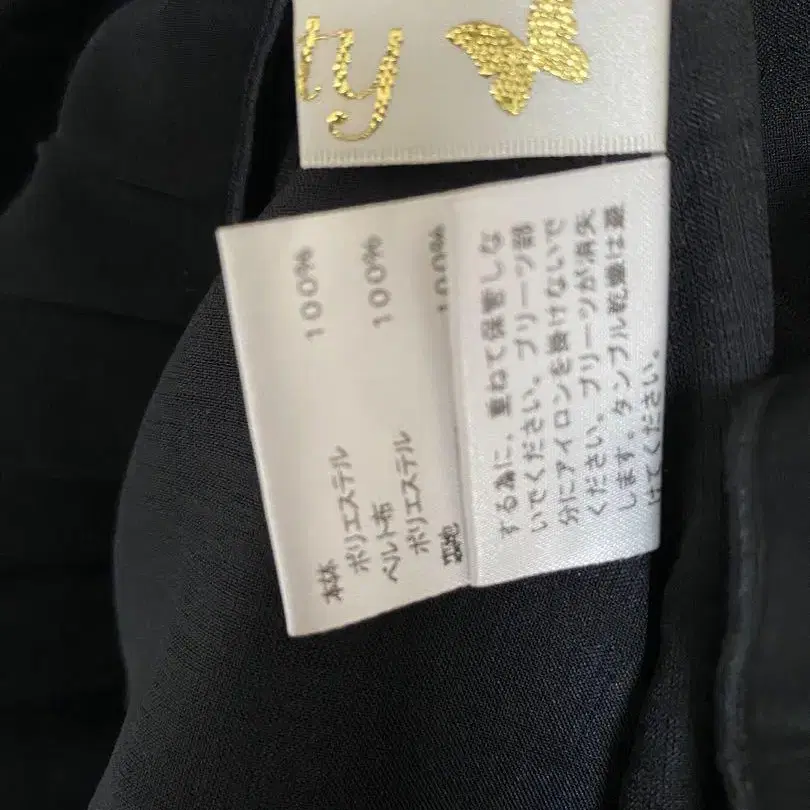 ty
本体
ポリエステル 100%
ベルト布
ポリエステル 100%
裏地
100%
する為に、重ねて保管しな
いでください。プリーツ部
分にアイロンを掛けないで
ください。プリーツが消失
します。タンブル乾燥は避
けてください。